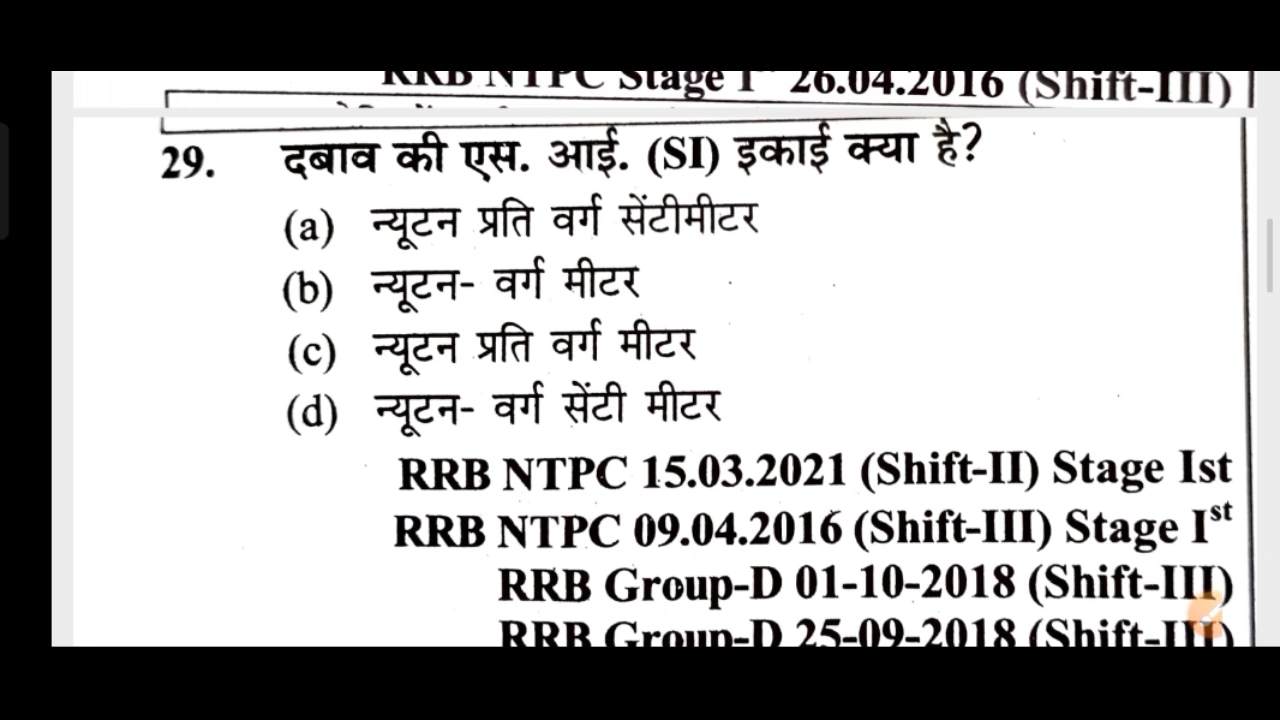 RRB NTPC Stage Ist 26.04.2016 (Shift-III)
29. दबाव की एस. आई. (SI) इकाई क्या है?
(a) न्यूटन प्रति वर्ग सेंटीमीटर
(b) न्यूटन- वर्ग मीटर
(c) न्यूटन प्रति वर्ग मीटर
(d) न्यूटन- वर्ग सेंटी मीटर
RRB NTPC 15.03.2021 (Shift-II) Stage Ist
RRB NTPC 09.04.2016 (Shift-III) Stage Ist
RRB Group-D 01-10-2018 (Shift-III)
RRB Group-D 25-09-2018 (Shift-III)